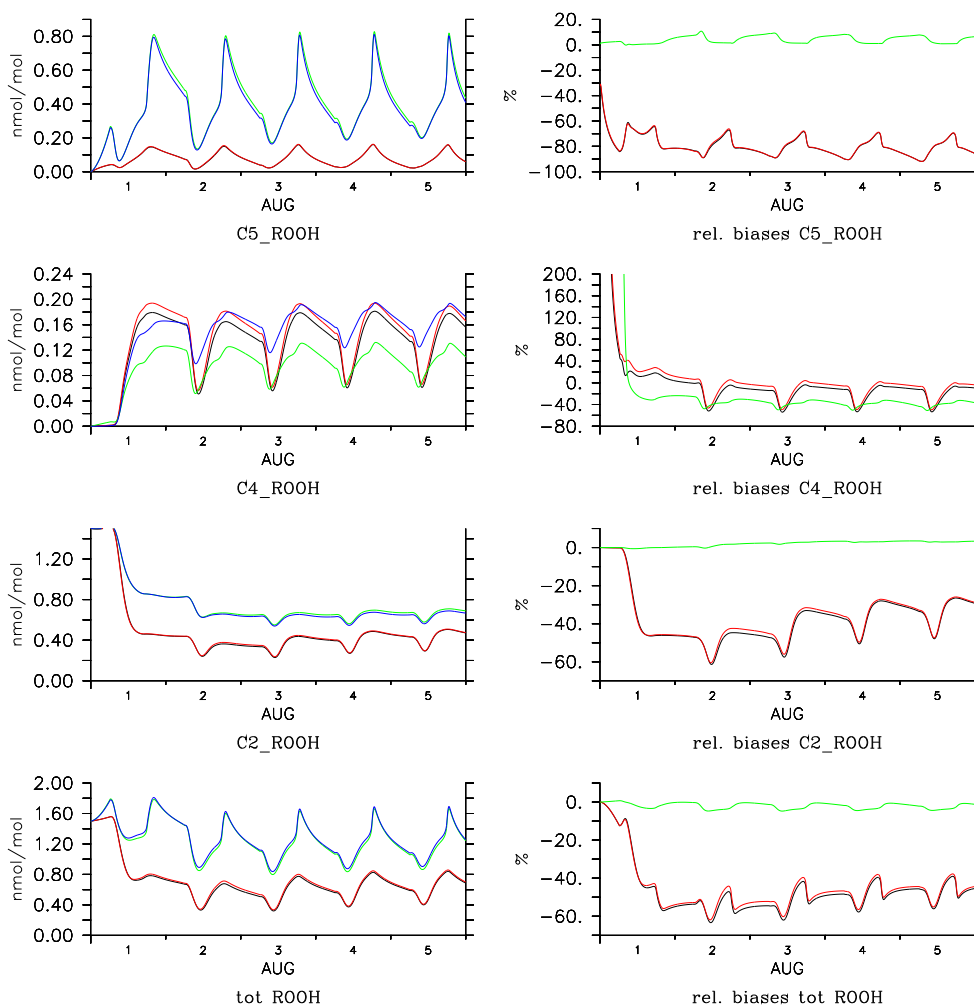 0.80
0.60
0.40
0.20
0.00
nmol/mol
1 2 3 4 5
AUG
C5_ROOH
20.
0.
−20.
−40.
−60.
−80.
−100.
%
1 2 3 4 5
AUG
rel. biases C5_ROOH
0.24
0.20
0.16
0.12
0.08
0.04
0.00
nmol/mol
1 2 3 4 5
AUG
C4_ROOH
200.
160.
120.
80.
40.
0.
−40.
−80.
%
1 2 3 4 5
AUG
rel. biases C4_ROOH
1.20
0.80
0.40
0.00
nmol/mol
1 2 3 4 5
AUG
C2_ROOH
0.
−20.
−40.
−60.
%
1 2 3 4 5
AUG
rel. biases C2_ROOH
2.00
1.60
1.20
0.80
0.40
0.00
nmol/mol
1 2 3 4 5
AUG
tot ROOH
0.
−20.
−40.
−60.
%
1 2 3 4 5
AUG
rel. biases tot ROOH